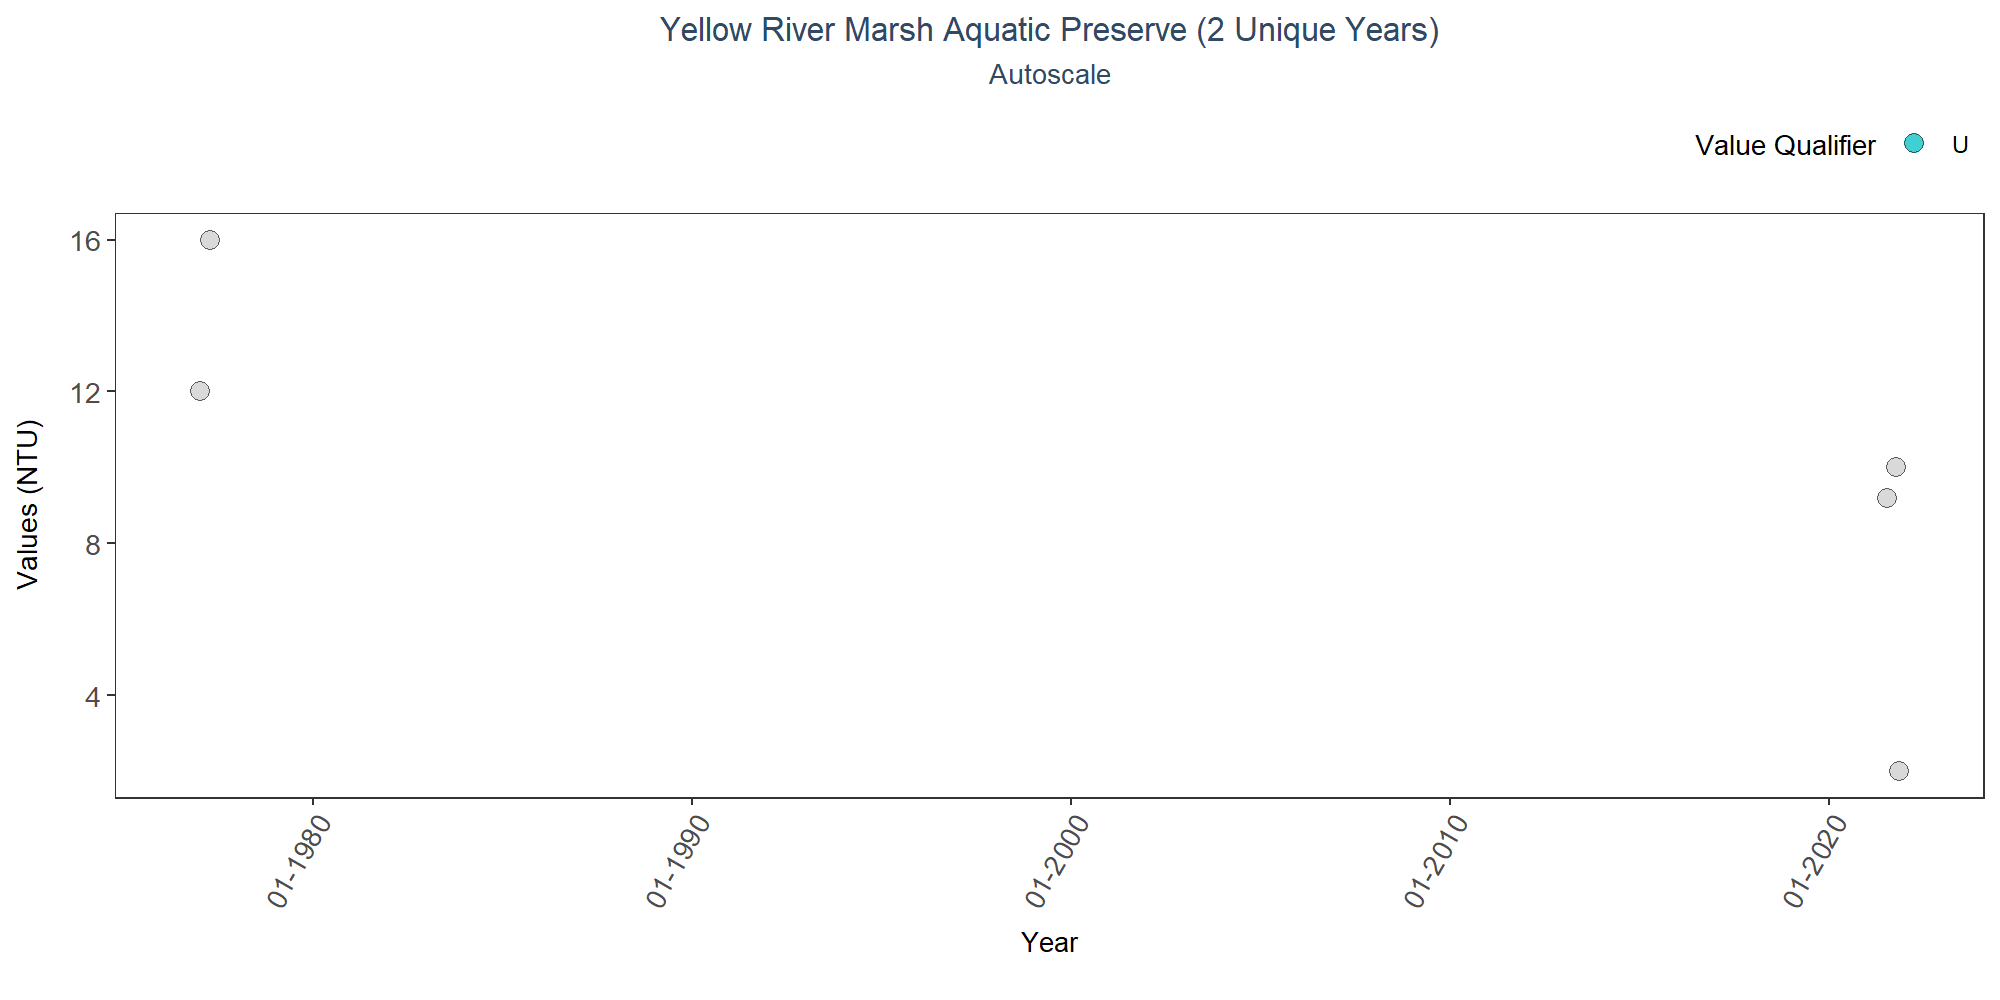 Yellow River Marsh Aquatic Preserve (2 Unique Years)
Autoscale
Value Qualifier U
16
12
8
4
Values (NTU)
01-1980
01-1990
01-2000
01-2010
01-2020
Year